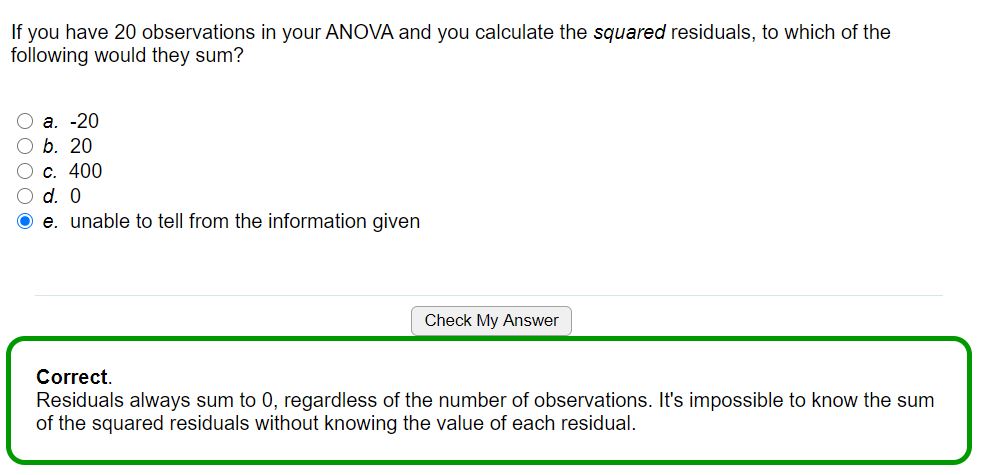 If you have 20 observations in your ANOVA and you calculate the squared residuals, to which of the
following would they sum?
a. -20
b. 20
c. 400
d. 0
e. unable to tell from the information given
Check My Answer
Correct.
Residuals always sum to 0, regardless of the number of observations. It's impossible to know the sum
of the squared residuals without knowing the value of each residual.